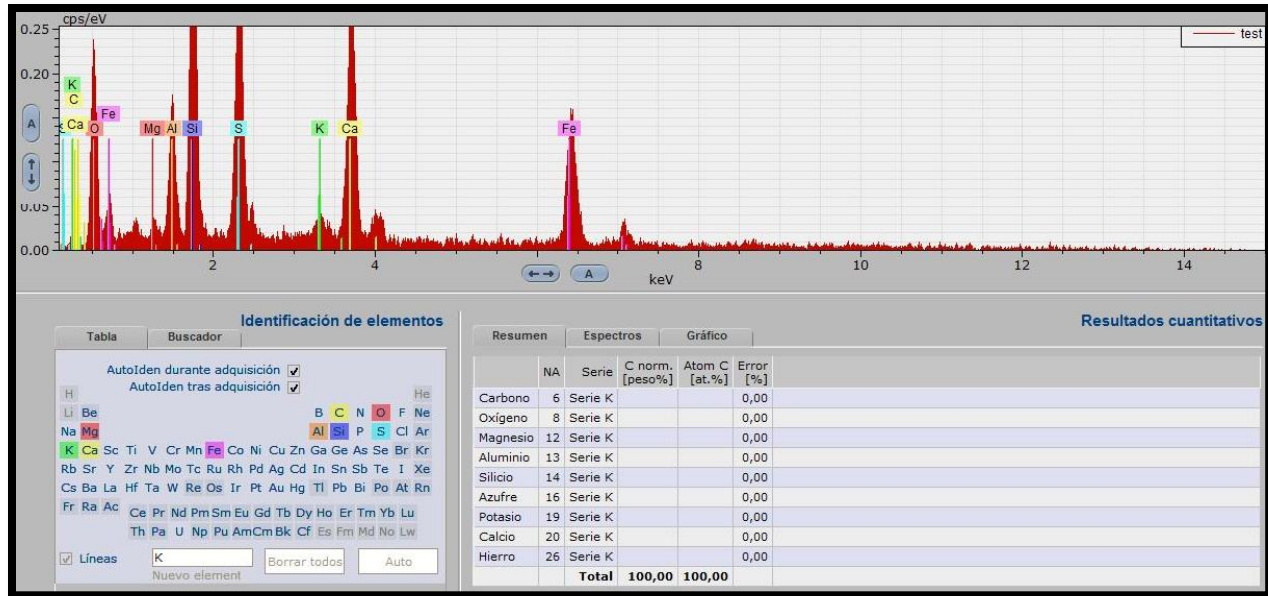 cps/eV
0.25
test
0.20
K
C
Fe
A
S Ca O Mg Al Si S K Ca Fe
0.05
0.00
2 4 8 10 12 14
A
keV
Identificación de elementos
Tabla Buscador
AutoIden durante adquisición
AutoIden tras adquisición
H He
Li Be B C N O F Ne
Na Mg Al Si P S Cl Ar
K Ca Sc Ti V Cr Mn Fe Co Ni Cu Zn Ga Ge As Se Br Kr
Rb Sr Y Zr Nb Mo Tc Ru Rh Pd Ag Cd In Sn Sb Te I Xe
Cs Ba La Hf Ta W Re Os Ir Pt Au Hg Tl Pb Bi Po At Rn
Fr Ra Ac Ce Pr Nd Pm Sm Eu Gd Tb Dy Ho Er Tm Yb Lu
Th Pa U Np Pu Am Cm Bk Cf Es Fm Md No Lw
Líneas K Borrar todos Auto
Nuevo element
Resultados cuantitativos
Resumen Espectros Gráfico
NA Serie C norm. [peso%] Atom C [at.%] Error [%]
Carbono 6 Serie K 0,00
Oxígeno 8 Serie K 0,00
Magnesio 12 Serie K 0,00
Aluminio 13 Serie K 0,00
Silicio 14 Serie K 0,00
Azufre 16 Serie K 0,00
Potasio 19 Serie K 0,00
Calcio 20 Serie K 0,00
Hierro 26 Serie K 0,00
Total 100,00 100,00